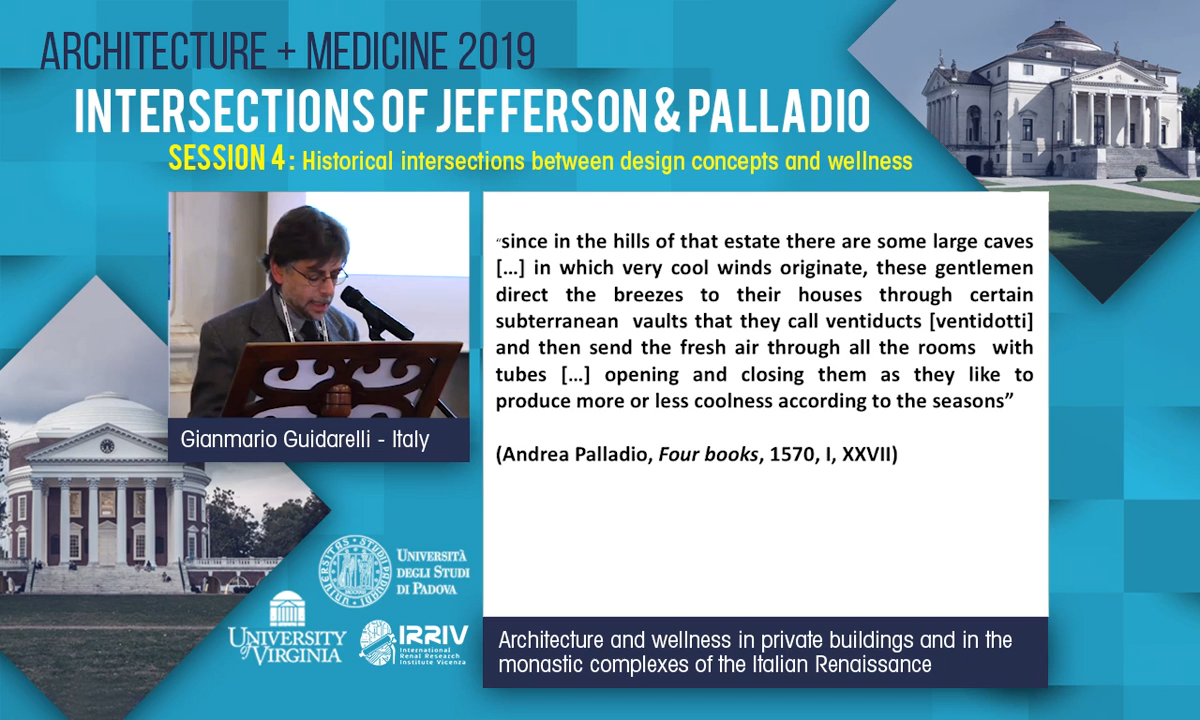 ARCHITECTURE + MEDICINE 2019
INTERSECTIONS OF JEFFERSON & PALLADIO
SESSION 4: Historical intersections between design concepts and wellness
“since in the hills of that estate there are some large caves
[…] in which very cool winds originate, these gentlemen
direct the breezes to their houses through certain
subterranean vaults that they call ventiducts [ventidotti]
and then send the fresh air through all the rooms with
tubes […] opening and closing them as they like to
produce more or less coolness according to the seasons”
(Andrea Palladio, Four books, 1570, I, XXVII)
Gianmario Guidarelli - Italy
UNIVERSITÀ
DEGLI STUDI
DI PADOVA
UNIVERSITY
of VIRGINIA
IRRIV
International
Renal Research
Institute Vicenza
Architecture and wellness in private buildings and in the
monastic complexes of the Italian Renaissance